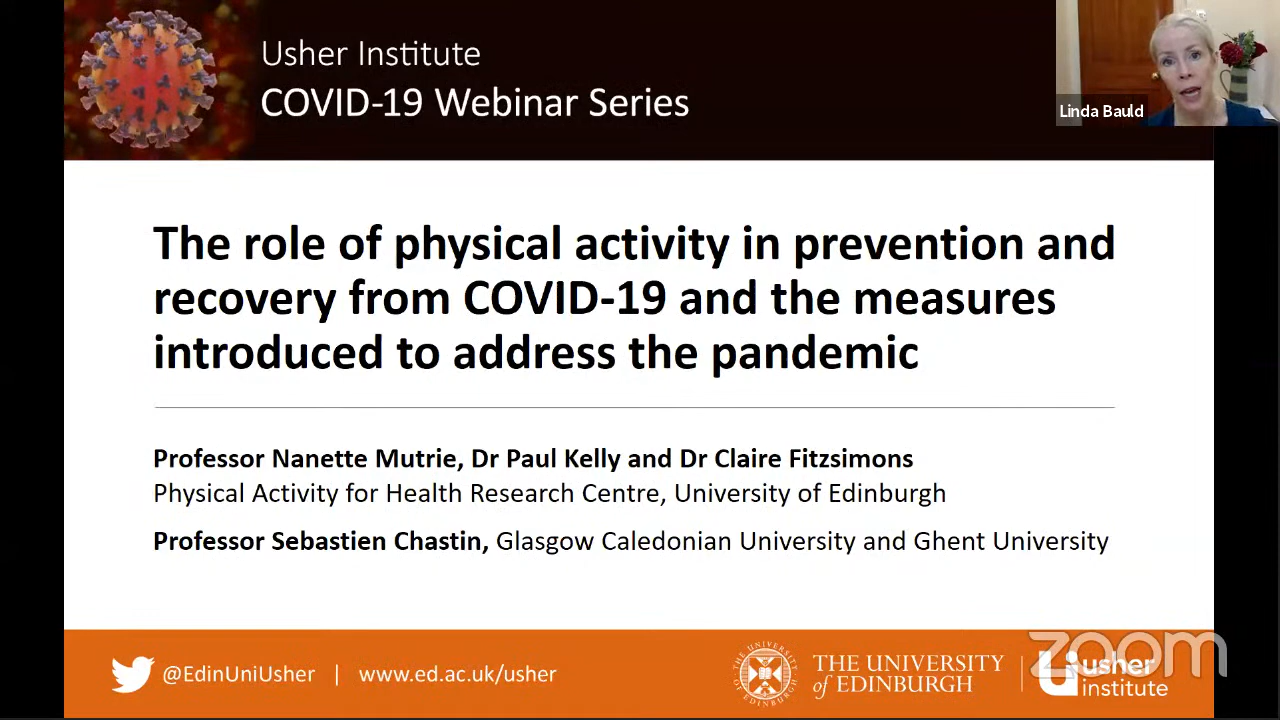 Usher Institute
COVID-19 Webinar Series
Linda Bauld
The role of physical activity in prevention and
recovery from COVID-19 and the measures
introduced to address the pandemic
Professor Nanette Mutrie, Dr Paul Kelly and Dr Claire Fitzsimons
Physical Activity for Health Research Centre, University of Edinburgh
Professor Sebastien Chastin, Glasgow Caledonian University and Ghent University
@EdinUniUsher | www.ed.ac.uk/usher
THE UNIVERSITY
of EDINBURGH
usher
institute
zoom